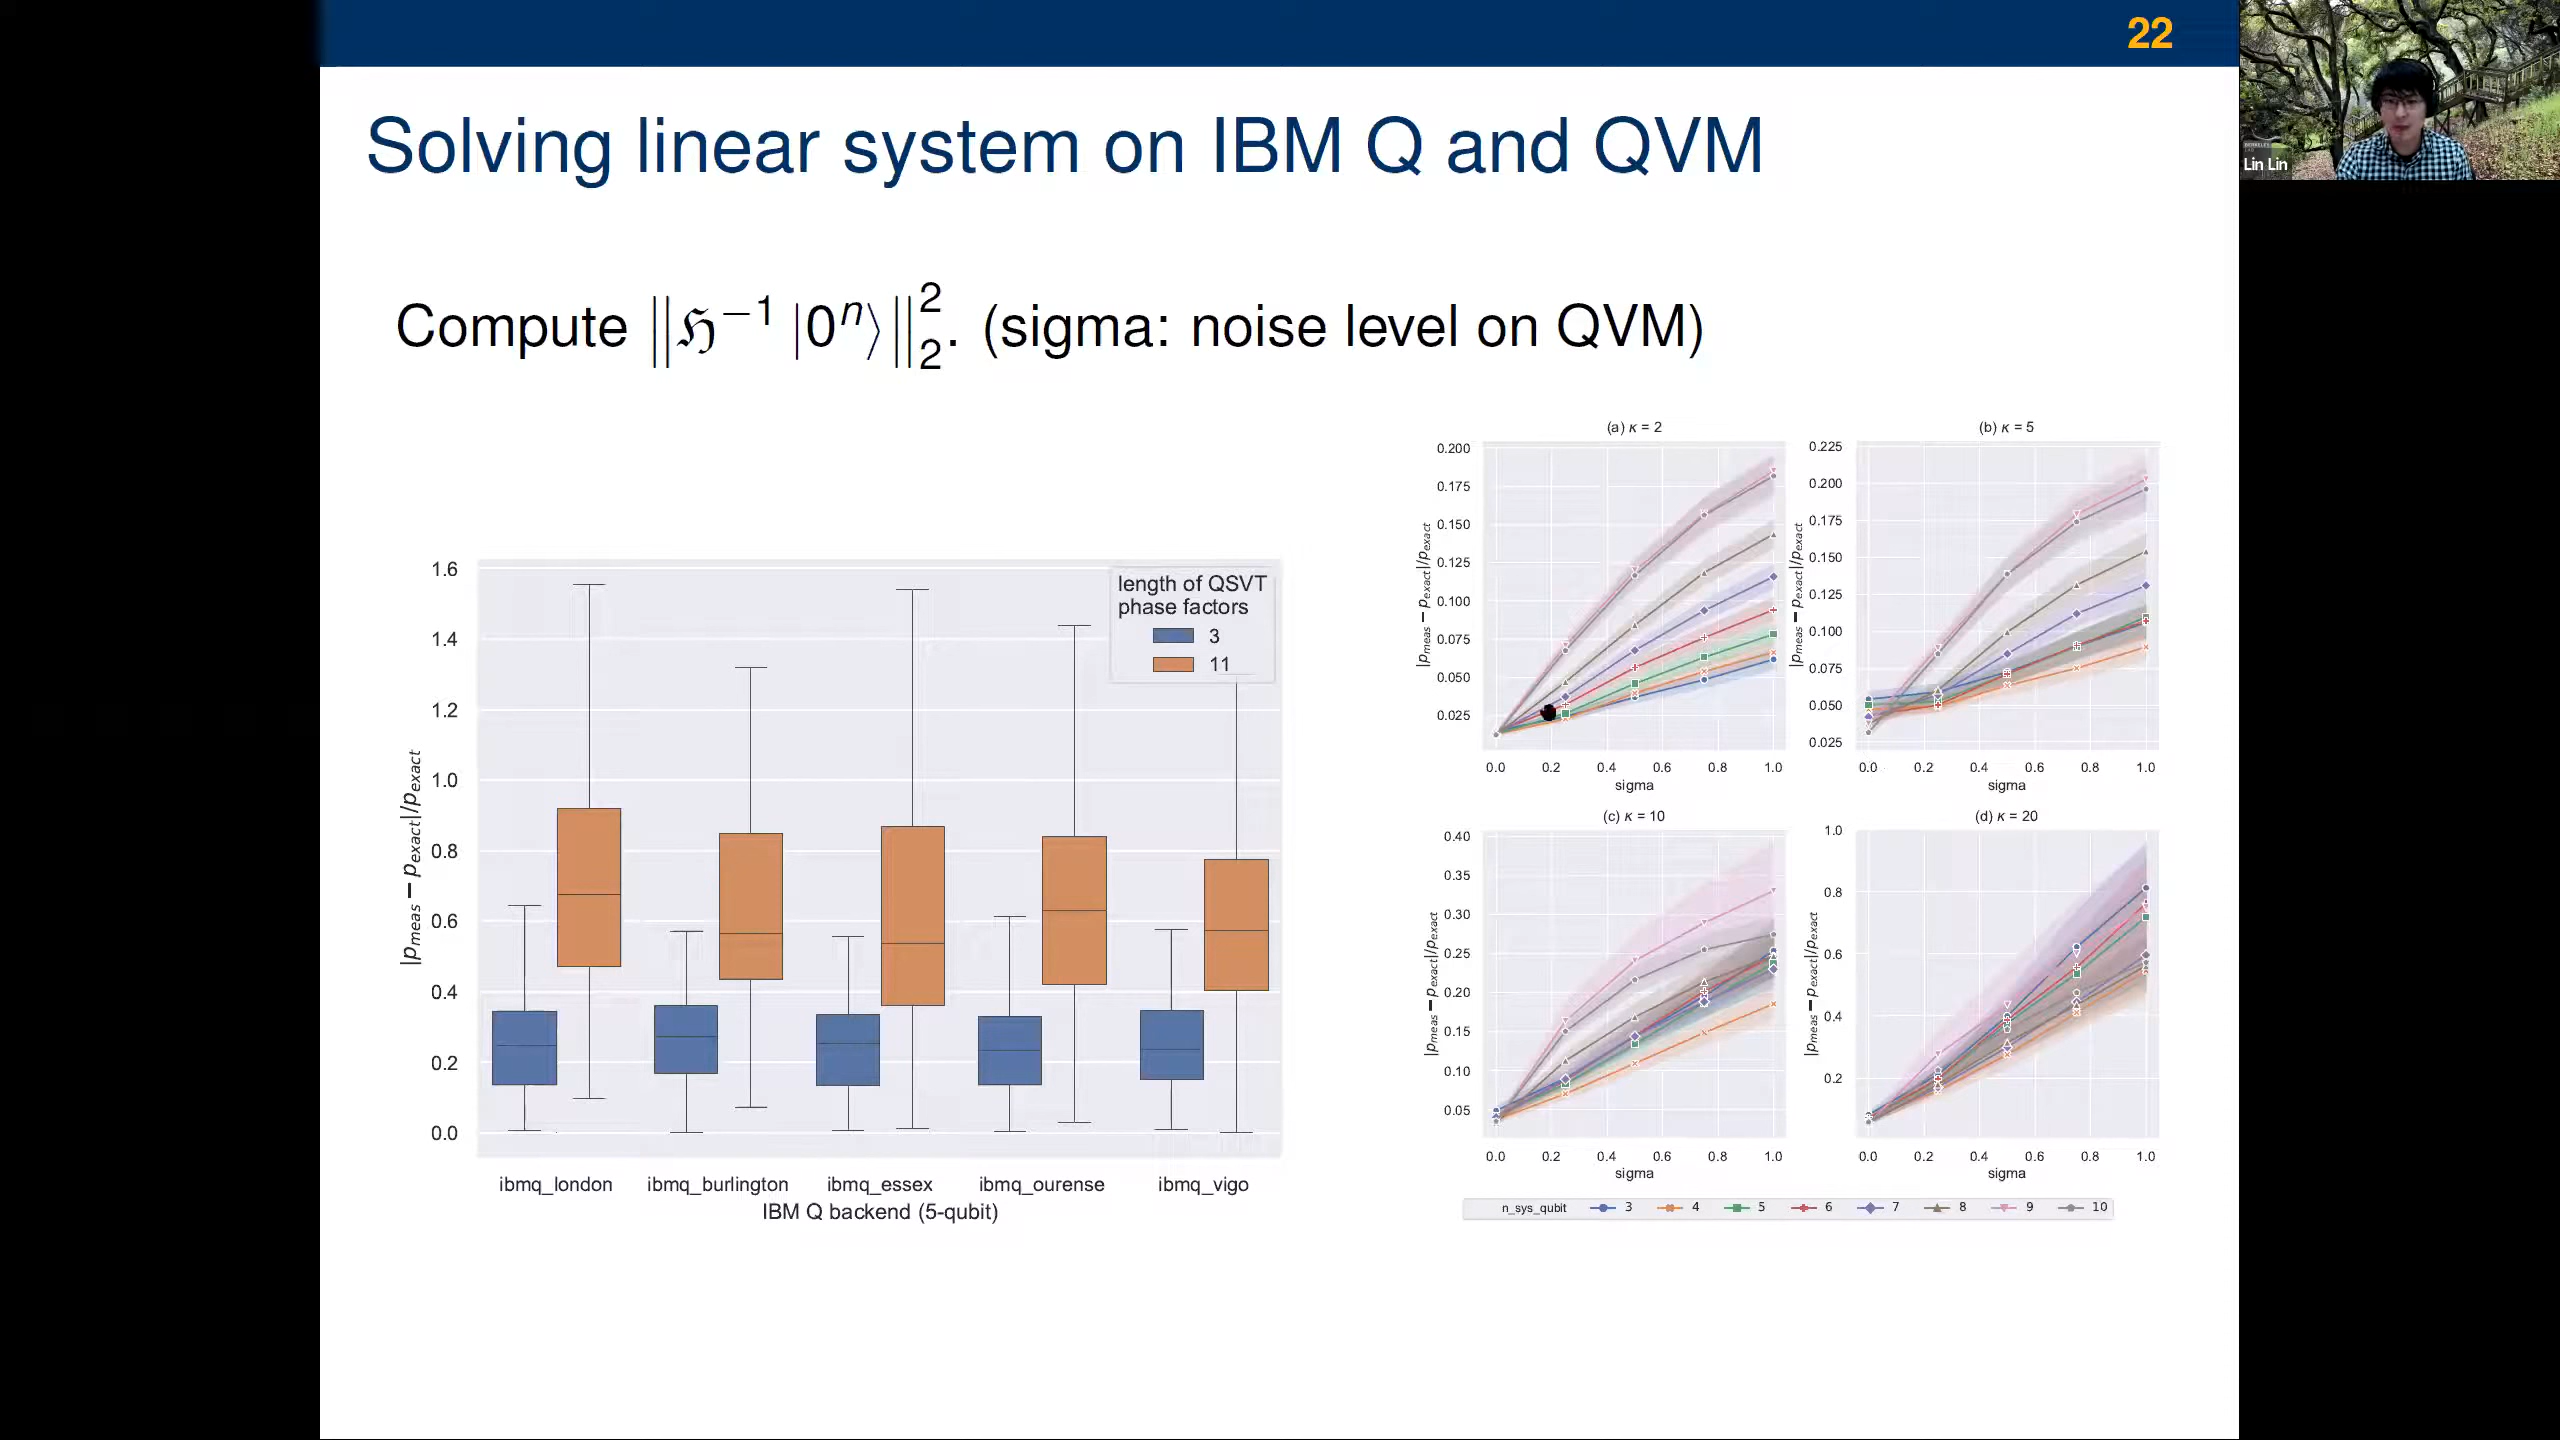 22
Lin Lin
Solving linear system on IBM Q and QVM
Compute ‖ℌ⁻¹ |0ⁿ⟩‖₂². (sigma: noise level on QVM)
1.6
1.4
1.2
1.0
0.8
0.6
0.4
0.2
0.0
|p_meas − p_exact|/p_exact
length of QSVT
phase factors
3
11
ibmq_london ibmq_burlington ibmq_essex ibmq_ourense ibmq_vigo
IBM Q backend (5-qubit)
(a) κ = 2
0.200
0.175
0.150
0.125
0.100
0.075
0.050
0.025
|p_meas − p_exact|/p_exact
0.0 0.2 0.4 0.6 0.8 1.0
sigma
(b) κ = 5
0.225
0.200
0.175
0.150
0.125
0.100
0.075
0.050
0.025
|p_meas − p_exact|/p_exact
0.0 0.2 0.4 0.6 0.8 1.0
sigma
(c) κ = 10
0.40
0.35
0.30
0.25
0.20
0.15
0.10
0.05
|p_meas − p_exact|/p_exact
0.0 0.2 0.4 0.6 0.8 1.0
sigma
(d) κ = 20
1.0
0.8
0.6
0.4
0.2
|p_meas − p_exact|/p_exact
0.0 0.2 0.4 0.6 0.8 1.0
sigma
n_sys_qubit 3 4 5 6 7 8 9 10